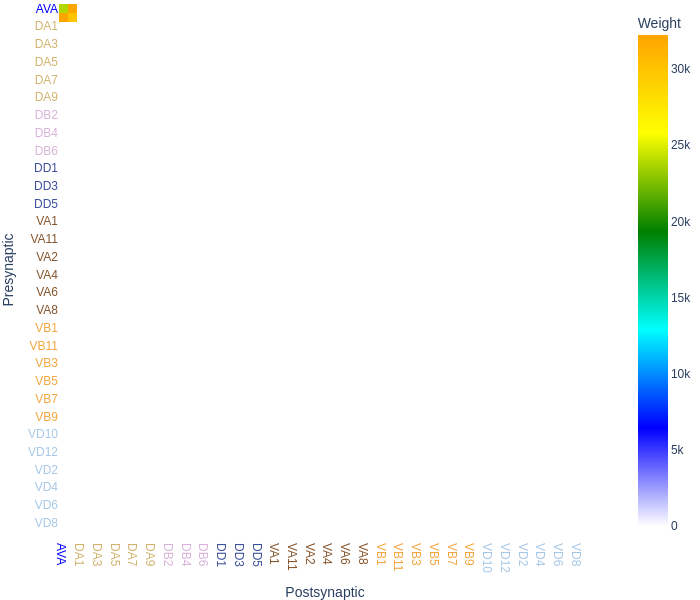 Weight
AVA
DA1
DA3
DA5
DA7
DA9
DB2
DB4
DB6
DD1
DD3
DD5
VA1
VA11
VA2
VA4
VA6
VA8
VB1
VB11
VB3
VB5
VB7
VB9
VD10
VD12
VD2
VD4
VD6
VD8
Presynaptic
AVA DA1 DA3 DA5 DA7 DA9 DB2 DB4 DB6 DD1 DD3 DD5 VA1 VA11 VA2 VA4 VA6 VA8 VB1 VB11 VB3 VB5 VB7 VB9 VD10 VD12 VD2 VD4 VD6 VD8
Postsynaptic
30k
25k
20k
15k
10k
5k
0